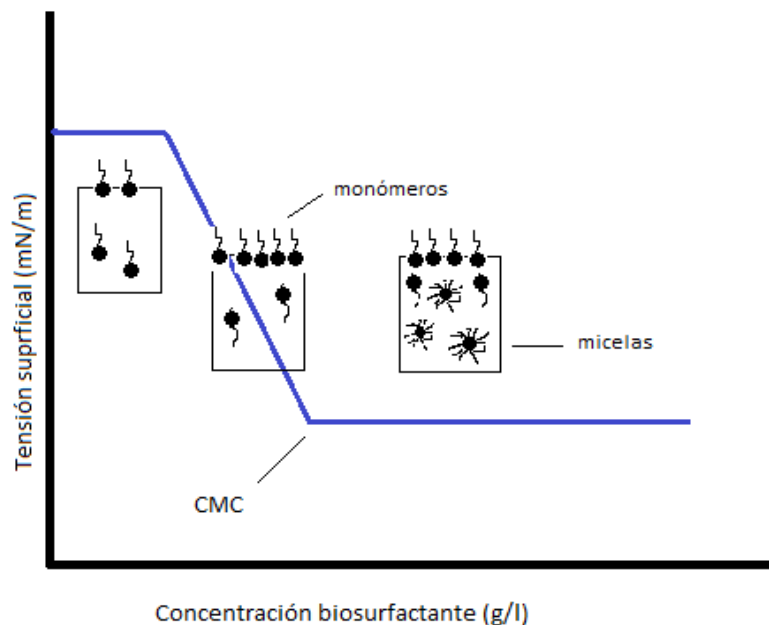 Tensión suprficial (mN/m)
monómeros
micelas
CMC
Concentración biosurfactante (g/l)